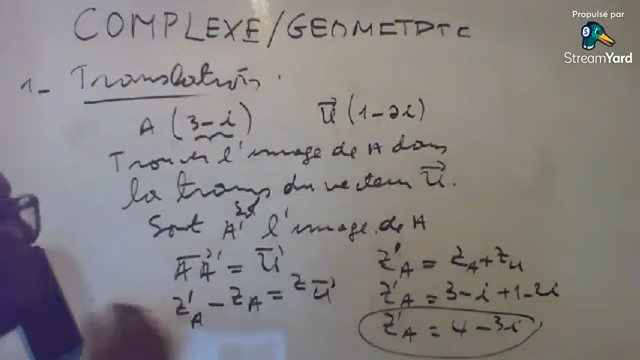 COMPLEXE/GEOMETRIE
Propulsé par
StreamYard
1- Translation.
A (3-i) u⃗ (1-2i)
Trouver l'image de A dans
la trans du vecteur u⃗.
Soit A' l'image de A
AA'⃗ = u⃗
z'A - zA = z u⃗
z'A = zA + zu
z'A = 3-i+1-2i
z'A = 4-3i